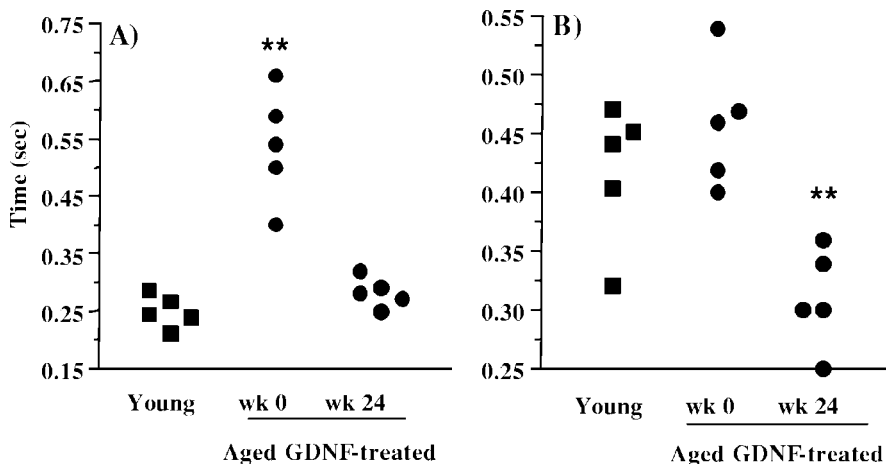 A)
**
0.75
0.65
0.55
0.45
0.35
0.25
0.15
Time (sec)
Young wk 0 wk 24
Aged GDNF-treated
B)
**
0.55
0.50
0.45
0.40
0.35
0.30
0.25
Young wk 0 wk 24
Aged GDNF-treated